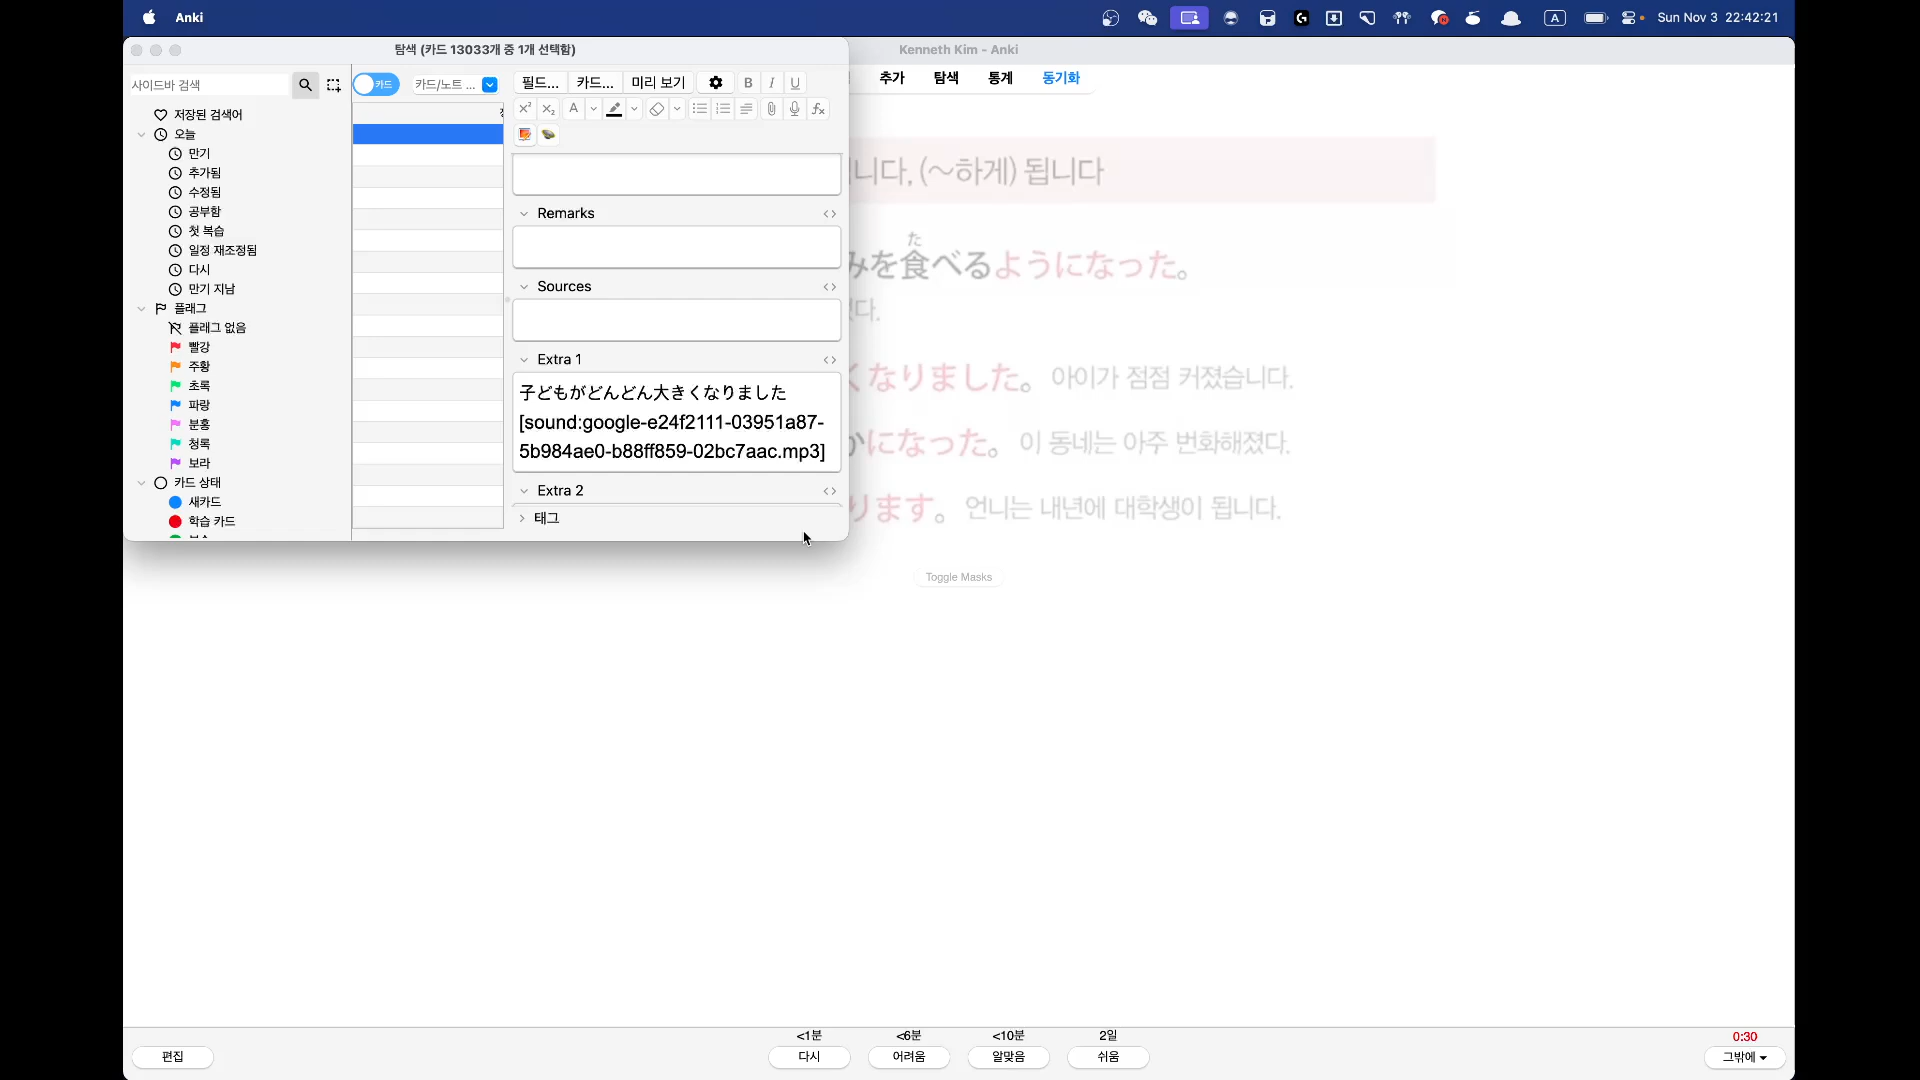 Anki
A
Sun Nov 3 22:42:21
탐색 (카드 13033개 중 1개 선택함)
Kenneth Kim - Anki
사이드바 검색
카드
카드/노트 ...
필드...
카드...
미리 보기
B I U
추가
탐색
통계
동기화
저장된 검색어
오늘
만기
추가됨
수정됨
공부함
첫 복습
일정 재조정됨
다시
만기 지남
플래그
플래그 없음
빨강
주황
초록
파랑
분홍
청록
보라
카드 상태
새카드
학습 카드
Remarks
Sources
Extra 1
子どもがどんどん大きくなりました
[sound:google-e24f2111-03951a87-
5b984ae0-b88ff859-02bc7aac.mp3]
Extra 2
태그
니다, (〜하게) 됩니다
た
みを食べるようになった。
다.
くなりました。 아이가 점점 커졌습니다.
かになった。 이 동네는 아주 번화해졌다.
ります。 언니는 내년에 대학생이 됩니다.
Toggle Masks
<1분
<6분
<10분
2일
0:30
편집
다시
어려움
알맞음
쉬움
그밖에